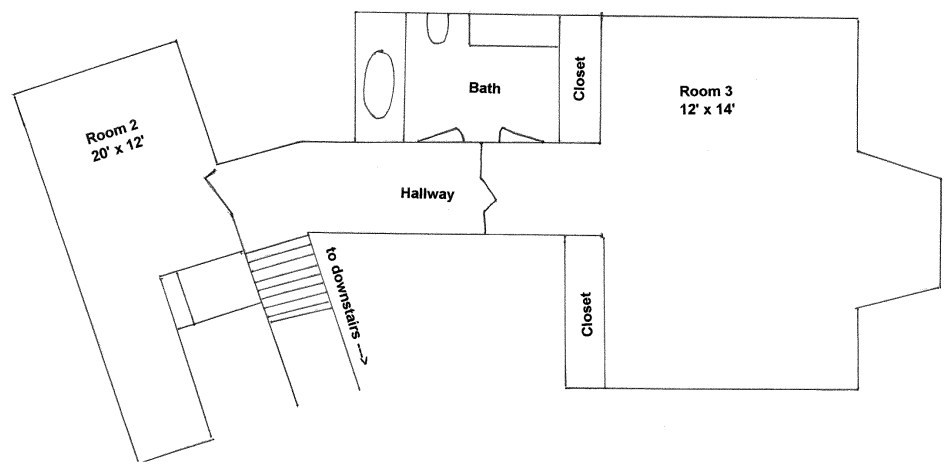 Room 2
20' x 12'
Bath
Closet
Room 3
12' x 14'
Hallway
to downstairs --->
Closet